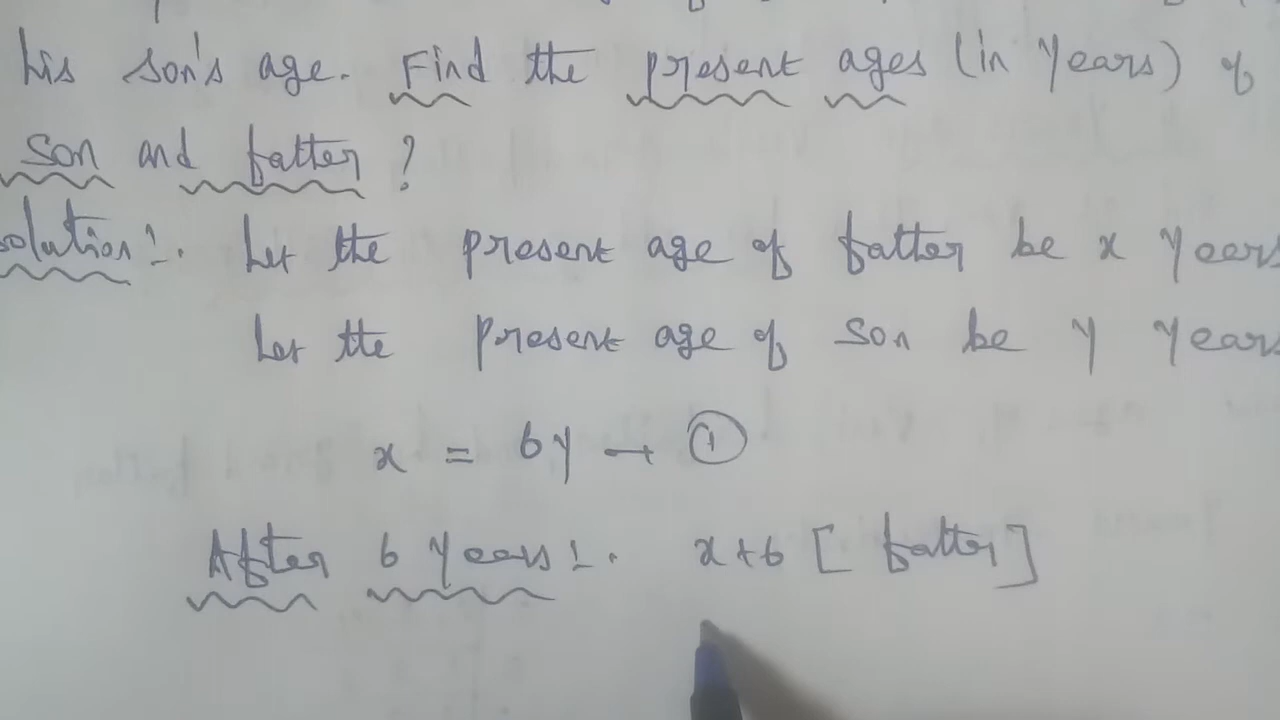 his son's age. Find the present ages (in years) of
son and father ?
solution:- Let the present age of father be x years
Let the present age of son be y years
x = 6y → ①
After 6 years:- x+6 [ father ]